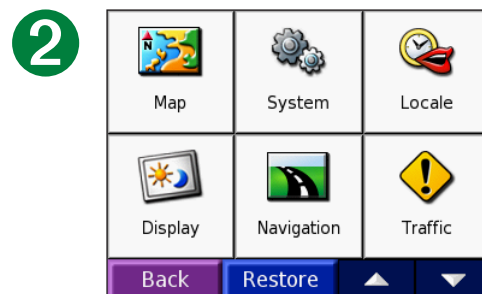 2
N
Map System Locale
Display Navigation Traffic
Back Restore